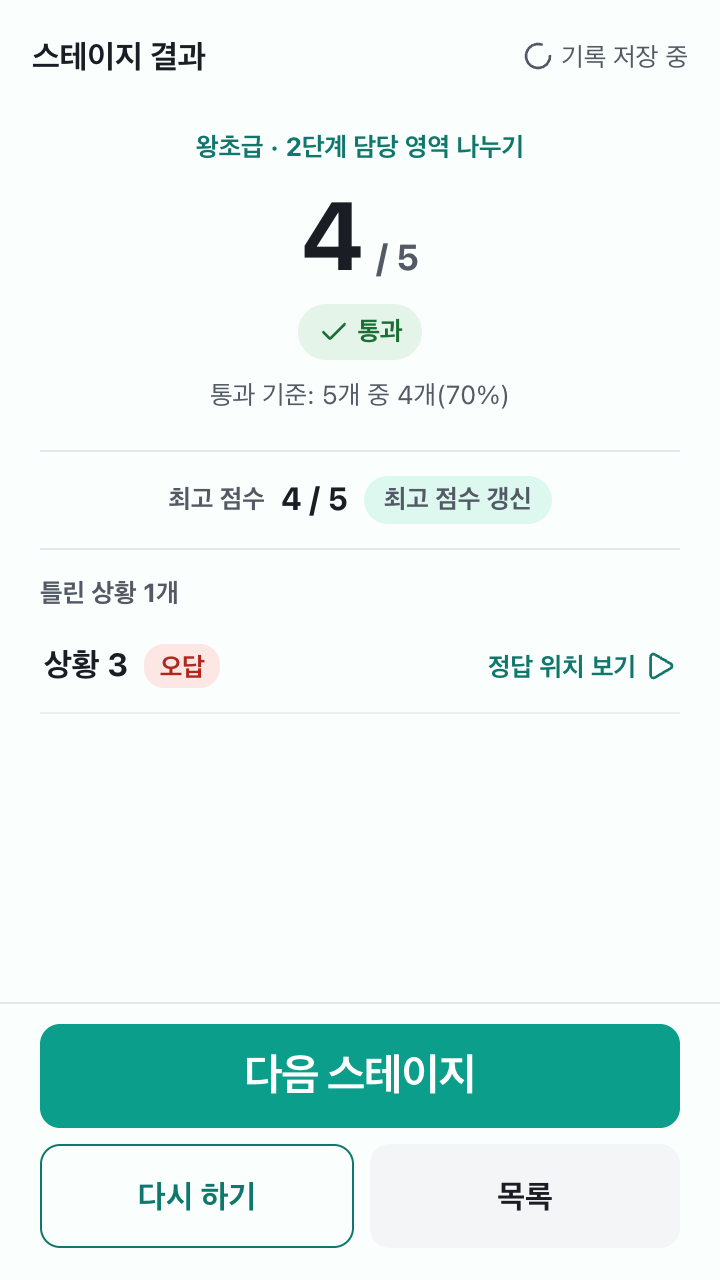 스테이지 결과
기록 저장 중
왕초급 · 2단계 담당 영역 나누기
4 / 5
통과
통과 기준: 5개 중 4개(70%)
최고 점수 4 / 5 최고 점수 갱신
틀린 상황 1개
상황 3 오답 정답 위치 보기
다음 스테이지
다시 하기
목록